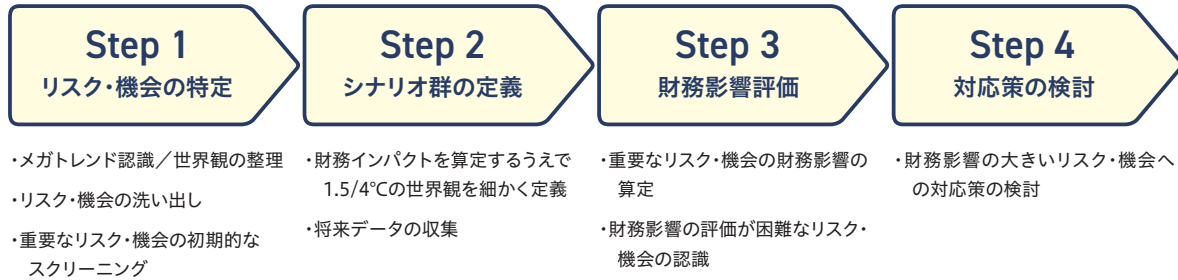 Step 1
リスク・機会の特定
・メガトレンド認識／世界観の整理
・リスク・機会の洗い出し
・重要なリスク・機会の初期的な
スクリーニング
Step 2
シナリオ群の定義
・財務インパクトを算定するうえで
1.5/4℃の世界観を細かく定義
・将来データの収集
Step 3
財務影響評価
・重要なリスク・機会の財務影響の
算定
・財務影響の評価が困難なリスク・
機会の認識
Step 4
対応策の検討
・財務影響の大きいリスク・機会へ
の対応策の検討